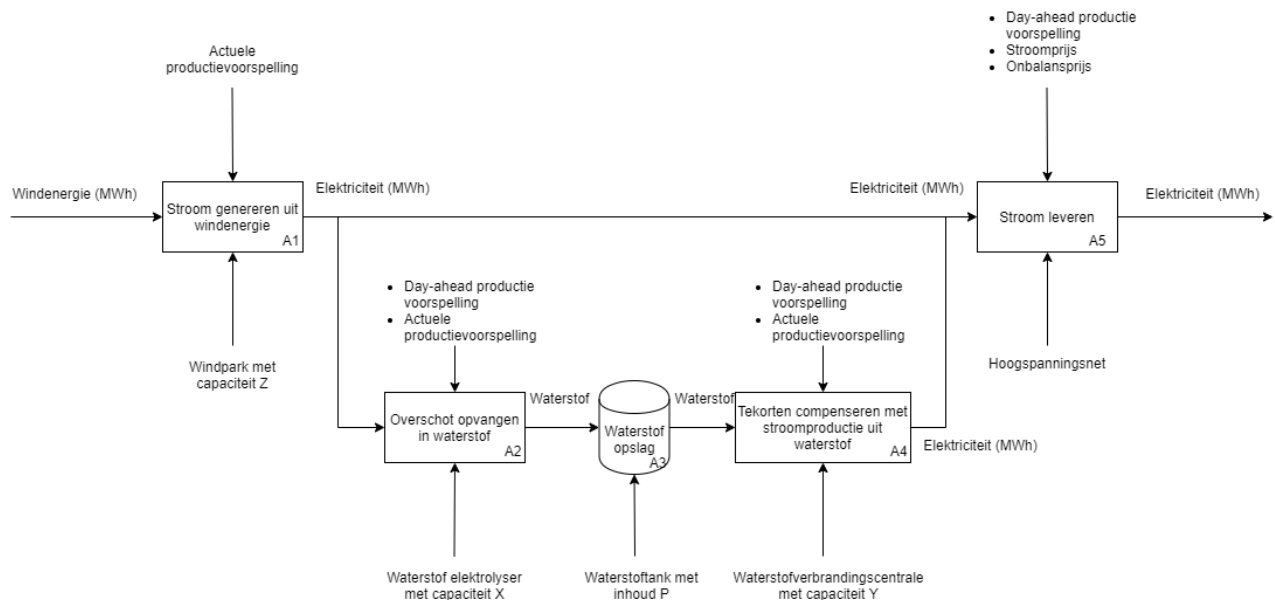 Actuele
productievoorspelling
• Day-ahead productie
voorspelling
• Stroomprijs
• Onbalansprijs
Windenergie (MWh)
Stroom genereren uit
windenergie
A1
Elektriciteit (MWh)
Elektriciteit (MWh)
Stroom leveren
A5
Elektriciteit (MWh)
Windpark met
capaciteit Z
• Day-ahead productie
voorspelling
• Actuele
productievoorspelling
• Day-ahead productie
voorspelling
• Actuele
productievoorspelling
Hoogspanningsnet
Overschot opvangen
in waterstof
A2
Waterstof
Waterstof
opslag
A3
Waterstof
Tekorten compenseren met
stroomproductie uit
waterstof
A4
Elektriciteit (MWh)
Waterstof elektrolyser
met capaciteit X
Waterstoftank met
inhoud P
Waterstofverbrandingscentrale
met capaciteit Y